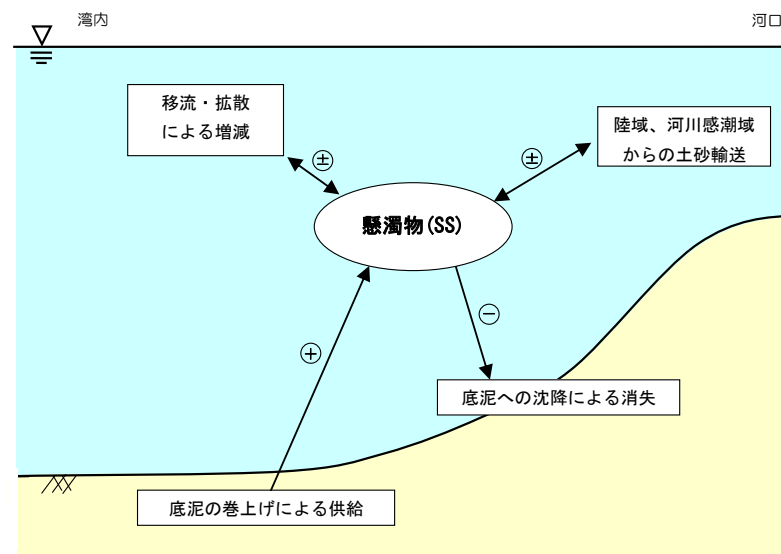 湾内
河口
移流・拡散
による増減
陸域、河川感潮域
からの土砂輸送
±
±
懸濁物(SS)
－
＋
底泥への沈降による消失
底泥の巻上げによる供給